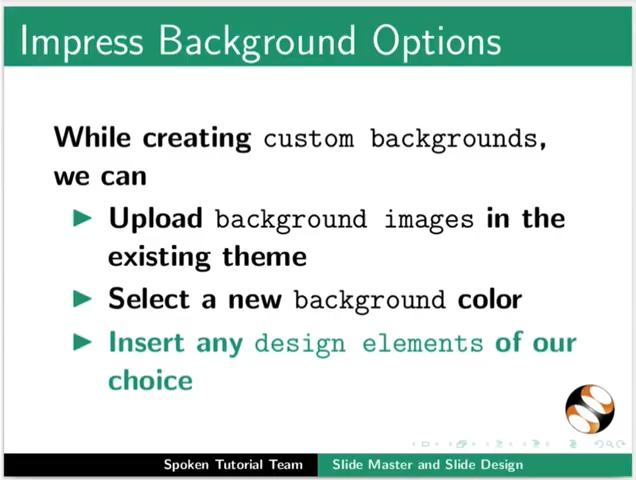 Impress Background Options
While creating custom backgrounds,
we can
Upload background images in the
existing theme
Select a new background color
Insert any design elements of our
choice
Spoken Tutorial Team
Slide Master and Slide Design